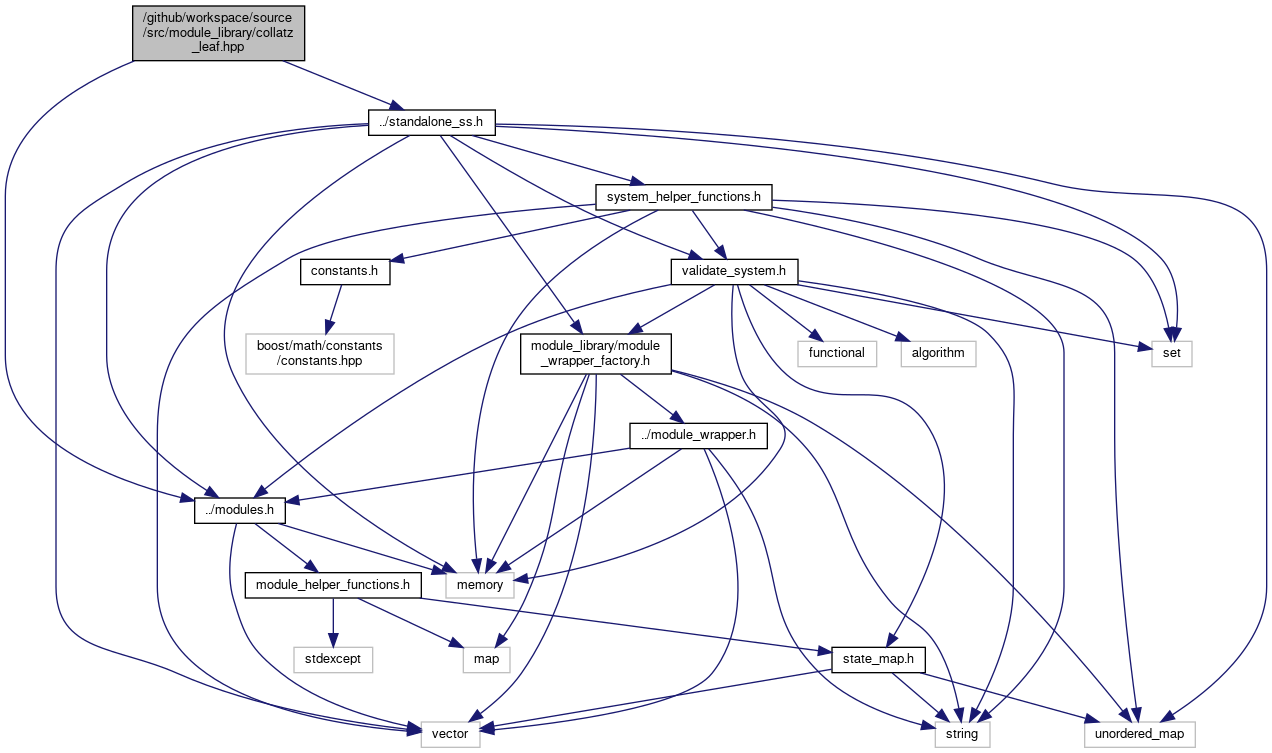 /github/workspace/source
/src/module_library/collatz
_leaf.hpp
../standalone_ss.h
system_helper_functions.h
constants.h
validate_system.h
boost/math/constants
/constants.hpp
module_library/module
_wrapper_factory.h
functional
algorithm
set
../module_wrapper.h
../modules.h
module_helper_functions.h
memory
stdexcept
map
state_map.h
vector
string
unordered_map